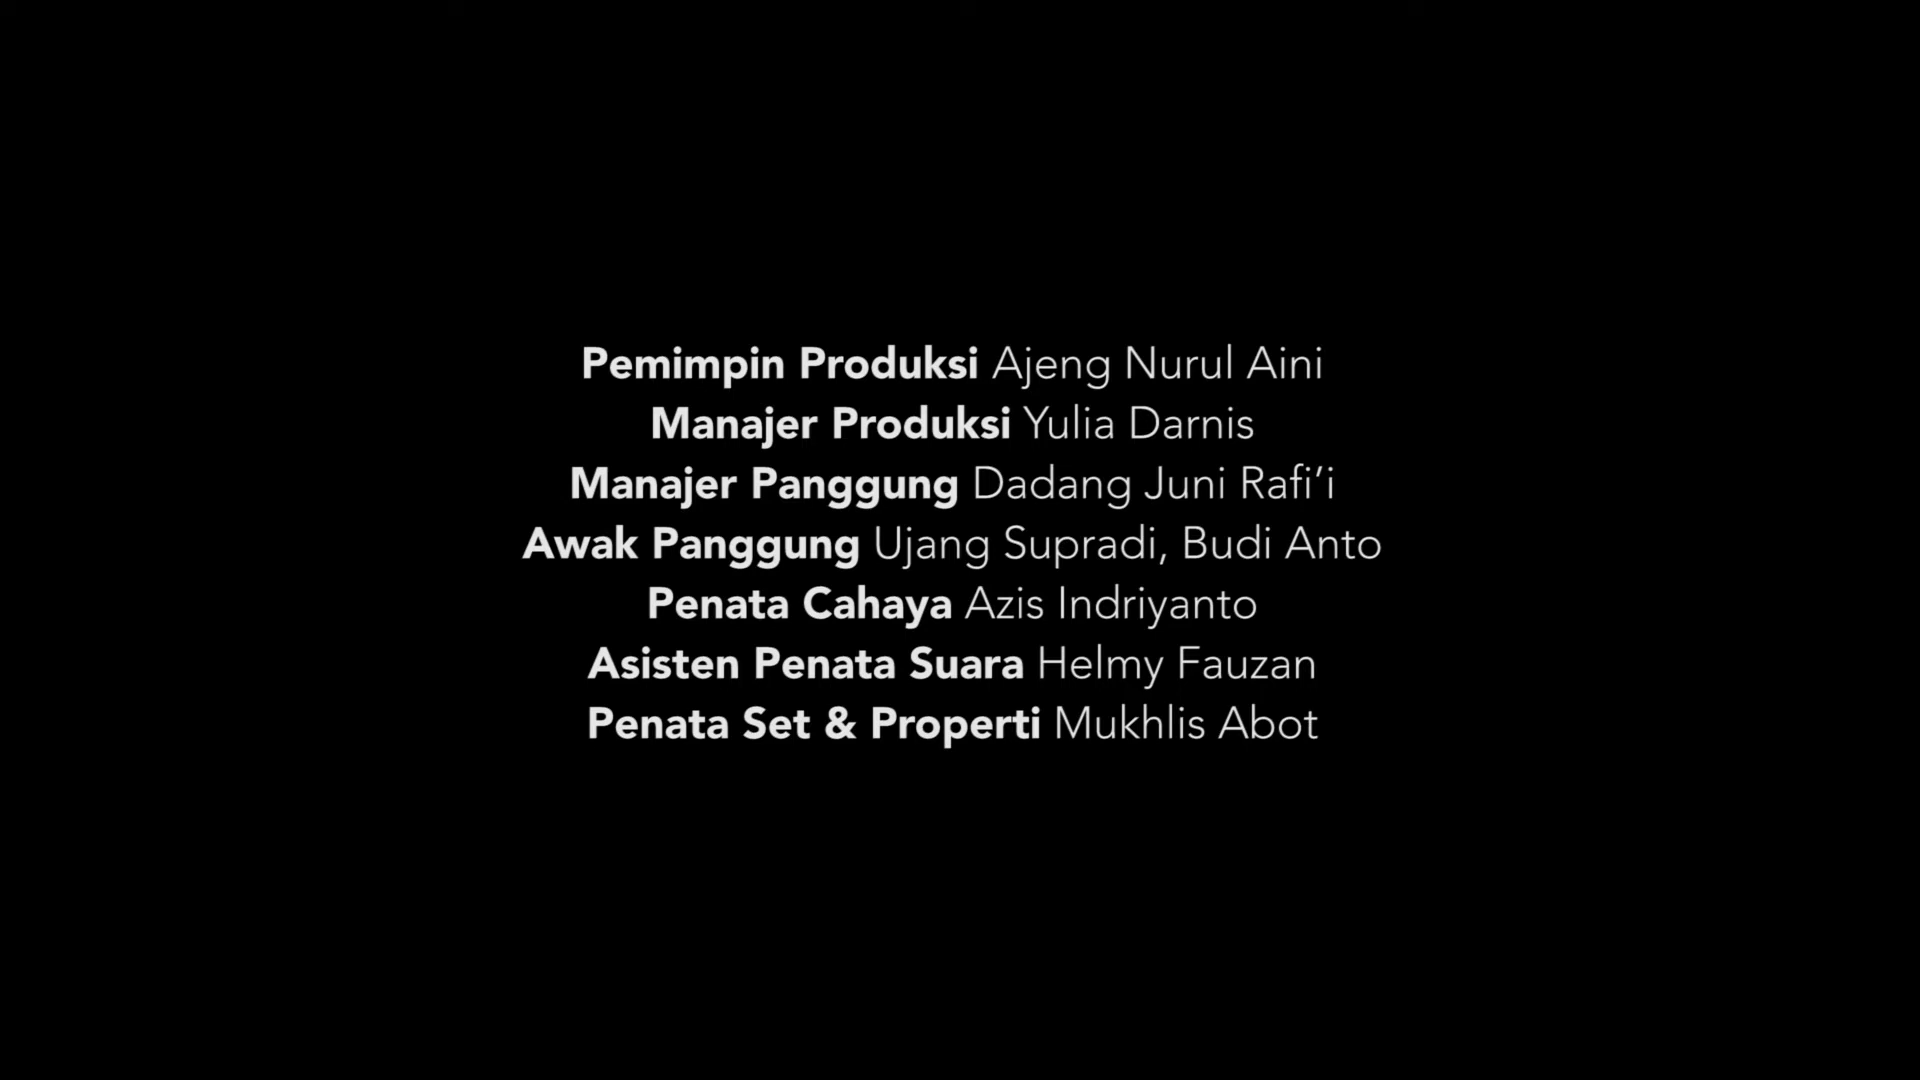 Pemimpin Produksi Ajeng Nurul Aini
Manajer Produksi Yulia Darnis
Manajer Panggung Dadang Juni Rafi’i
Awak Panggung Ujang Supradi, Budi Anto
Penata Cahaya Azis Indriyanto
Asisten Penata Suara Helmy Fauzan
Penata Set & Properti Mukhlis Abot